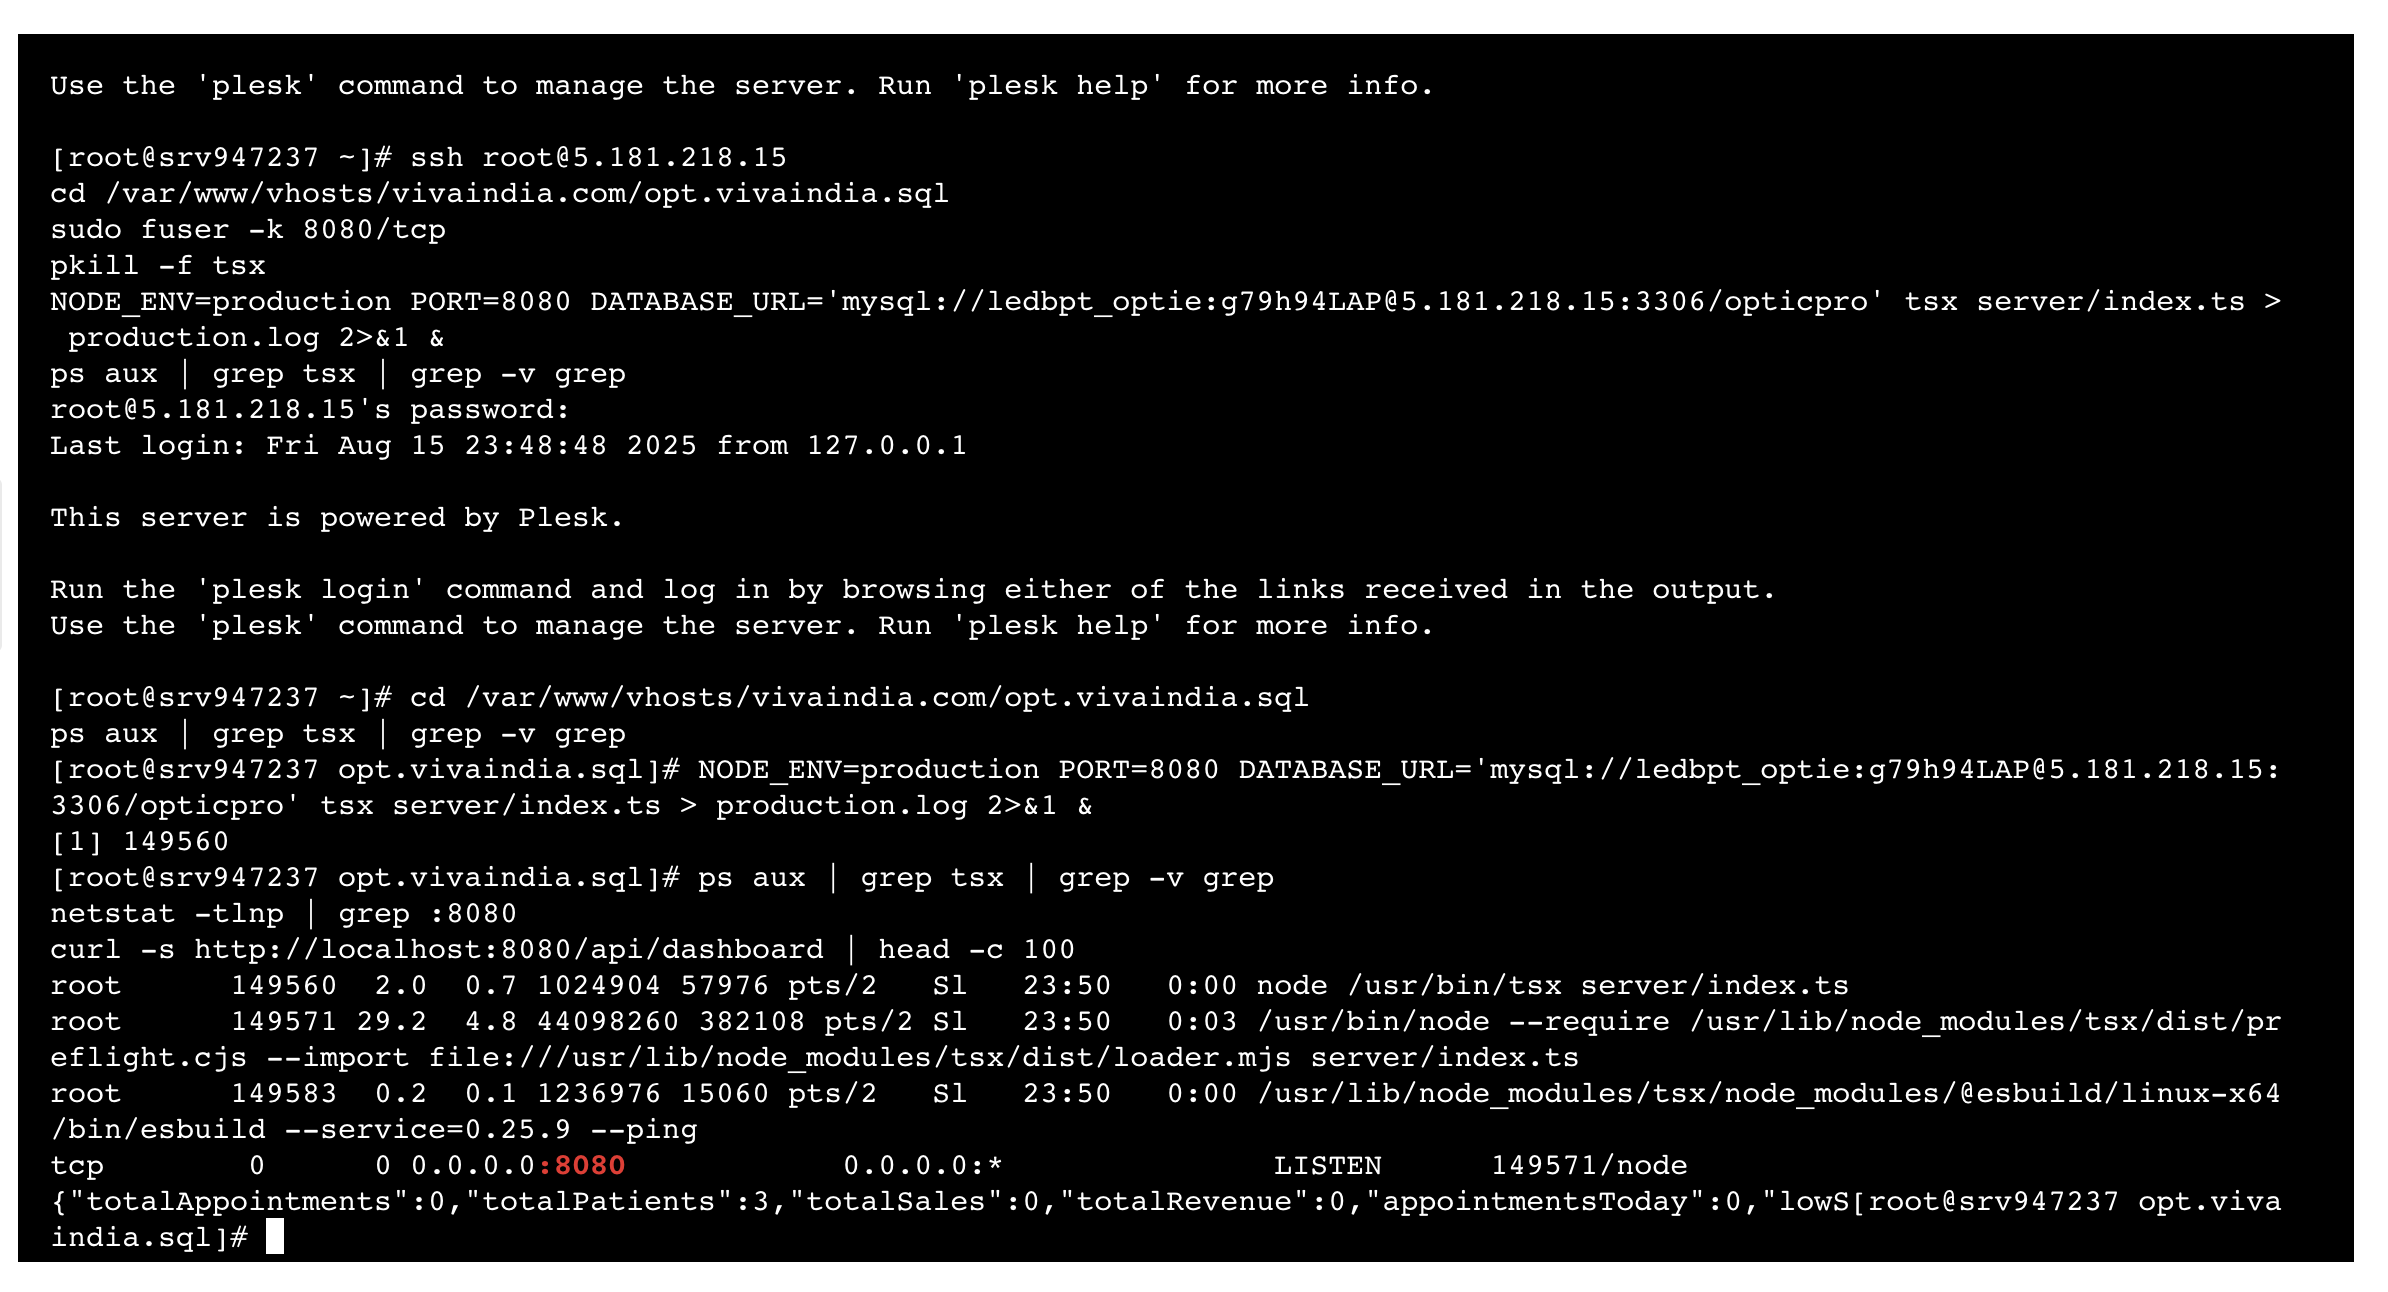 Use the 'plesk' command to manage the server. Run 'plesk help' for more info.
[root@srv947237 ~]# ssh root@5.181.218.15
cd /var/www/vhosts/vivaindia.com/opt.vivaindia.sql
sudo fuser -k 8080/tcp
pkill -f tsx
NODE_ENV=production PORT=8080 DATABASE_URL='mysql://ledbpt_optie:g79h94LAP@5.181.218.15:3306/opticpro' tsx server/index.ts >
 production.log 2>&1 &
ps aux | grep tsx | grep -v grep
root@5.181.218.15's password:
Last login: Fri Aug 15 23:48:48 2025 from 127.0.0.1
This server is powered by Plesk.
Run the 'plesk login' command and log in by browsing either of the links received in the output.
Use the 'plesk' command to manage the server. Run 'plesk help' for more info.
[root@srv947237 ~]# cd /var/www/vhosts/vivaindia.com/opt.vivaindia.sql
ps aux | grep tsx | grep -v grep
[root@srv947237 opt.vivaindia.sql]# NODE_ENV=production PORT=8080 DATABASE_URL='mysql://ledbpt_optie:g79h94LAP@5.181.218.15:
3306/opticpro' tsx server/index.ts > production.log 2>&1 &
[1] 149560
[root@srv947237 opt.vivaindia.sql]# ps aux | grep tsx | grep -v grep
netstat -tlnp | grep :8080
curl -s http://localhost:8080/api/dashboard | head -c 100
root      149560  2.0  0.7 1024904 57976 pts/2   Sl   23:50   0:00 node /usr/bin/tsx server/index.ts
root      149571 29.2  4.8 44098260 382108 pts/2 Sl   23:50   0:03 /usr/bin/node --require /usr/lib/node_modules/tsx/dist/pr
eflight.cjs --import file:///usr/lib/node_modules/tsx/dist/loader.mjs server/index.ts
root      149583  0.2  0.1 1236976 15060 pts/2   Sl   23:50   0:00 /usr/lib/node_modules/tsx/node_modules/@esbuild/linux-x64
/bin/esbuild --service=0.25.9 --ping
tcp        0      0 0.0.0.0:8080            0.0.0.0:*               LISTEN      149571/node
{"totalAppointments":0,"totalPatients":3,"totalSales":0,"totalRevenue":0,"appointmentsToday":0,"lowS[root@srv947237 opt.viva
india.sql]#